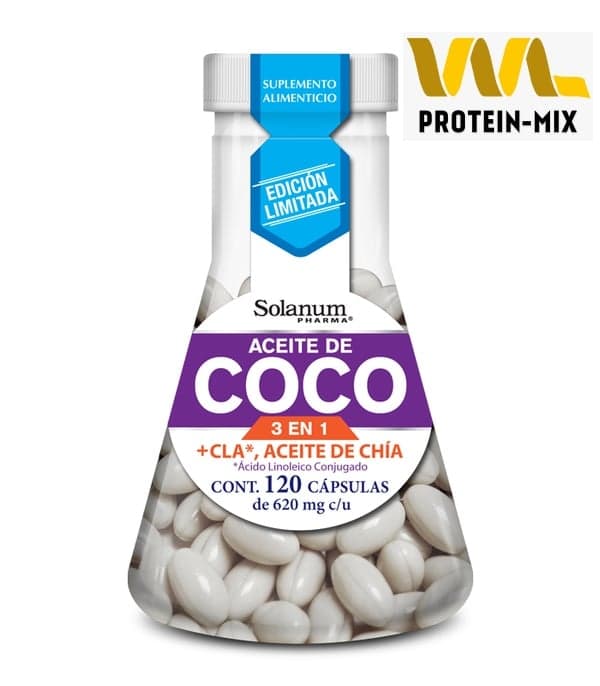 SUPLEMENTO
ALIMENTICIO
PROTEIN-MIX
EDICIÓN
LIMITADA
Solanum
PHARMA®
ACEITE DE
COCO
3 EN 1
+CLA*, ACEITE DE CHÍA
*Ácido Linoleico Conjugado
CONT. 120 CÁPSULAS
de 620 mg c/u